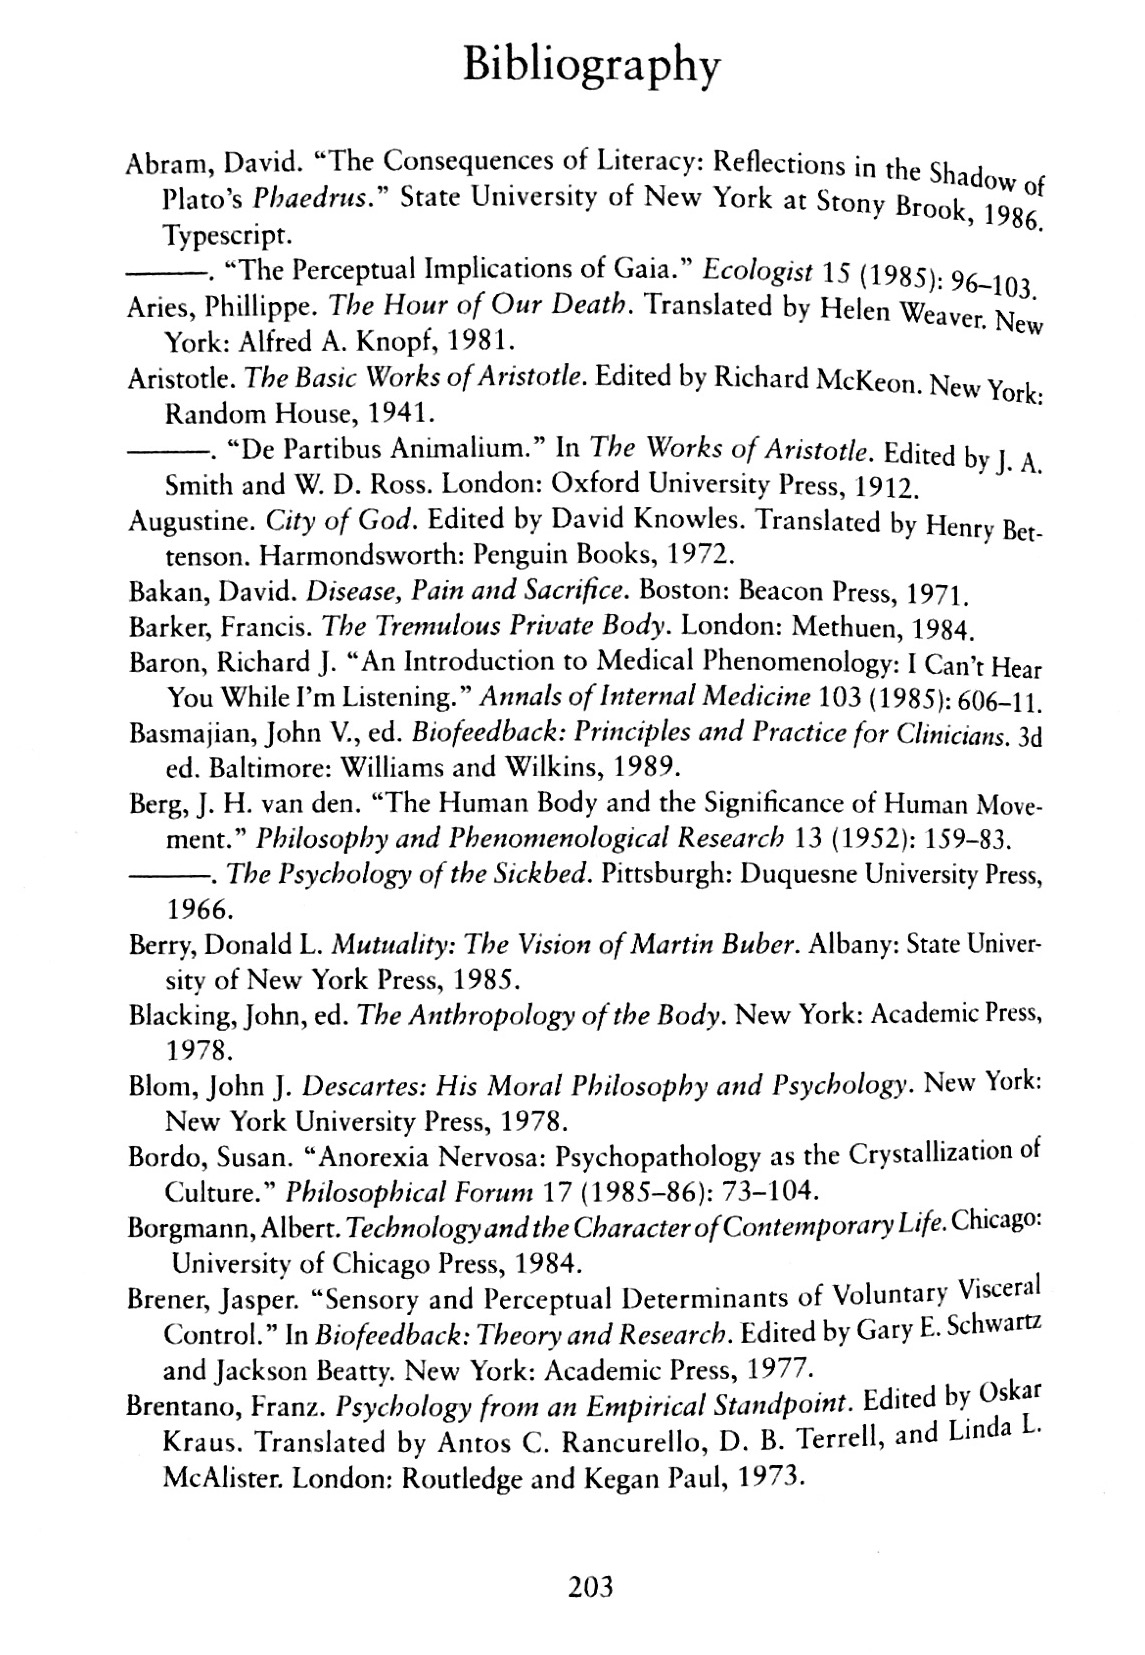 Bibliography
Abram, David. “The Consequences of Literacy: Reflections in the Shadow of
Plato’s Phaedrus.” State University of New York at Stony Brook, 1986.
Typescript.
———. “The Perceptual Implications of Gaia.” Ecologist 15 (1985): 96–103.
Aries, Phillippe. The Hour of Our Death. Translated by Helen Weaver. New
York: Alfred A. Knopf, 1981.
Aristotle. The Basic Works of Aristotle. Edited by Richard McKeon. New York:
Random House, 1941.
———. “De Partibus Animalium.” In The Works of Aristotle. Edited by J. A.
Smith and W. D. Ross. London: Oxford University Press, 1912.
Augustine. City of God. Edited by David Knowles. Translated by Henry Bet-
tenson. Harmondsworth: Penguin Books, 1972.
Bakan, David. Disease, Pain and Sacrifice. Boston: Beacon Press, 1971.
Barker, Francis. The Tremulous Private Body. London: Methuen, 1984.
Baron, Richard J. “An Introduction to Medical Phenomenology: I Can’t Hear
You While I’m Listening.” Annals of Internal Medicine 103 (1985): 606–11.
Basmajian, John V., ed. Biofeedback: Principles and Practice for Clinicians. 3d
ed. Baltimore: Williams and Wilkins, 1989.
Berg, J. H. van den. “The Human Body and the Significance of Human Move-
ment.” Philosophy and Phenomenological Research 13 (1952): 159–83.
———. The Psychology of the Sickbed. Pittsburgh: Duquesne University Press,
1966.
Berry, Donald L. Mutuality: The Vision of Martin Buber. Albany: State Univer-
sity of New York Press, 1985.
Blacking, John, ed. The Anthropology of the Body. New York: Academic Press,
1978.
Blom, John J. Descartes: His Moral Philosophy and Psychology. New York:
New York University Press, 1978.
Bordo, Susan. “Anorexia Nervosa: Psychopathology as the Crystallization of
Culture.” Philosophical Forum 17 (1985–86): 73–104.
Borgmann, Albert. Technology and the Character of Contemporary Life. Chicago:
University of Chicago Press, 1984.
Brener, Jasper. “Sensory and Perceptual Determinants of Voluntary Visceral
Control.” In Biofeedback: Theory and Research. Edited by Gary E. Schwartz
and Jackson Beatty. New York: Academic Press, 1977.
Brentano, Franz. Psychology from an Empirical Standpoint. Edited by Oskar
Kraus. Translated by Antos C. Rancurello, D. B. Terrell, and Linda L.
McAlister. London: Routledge and Kegan Paul, 1973.
203